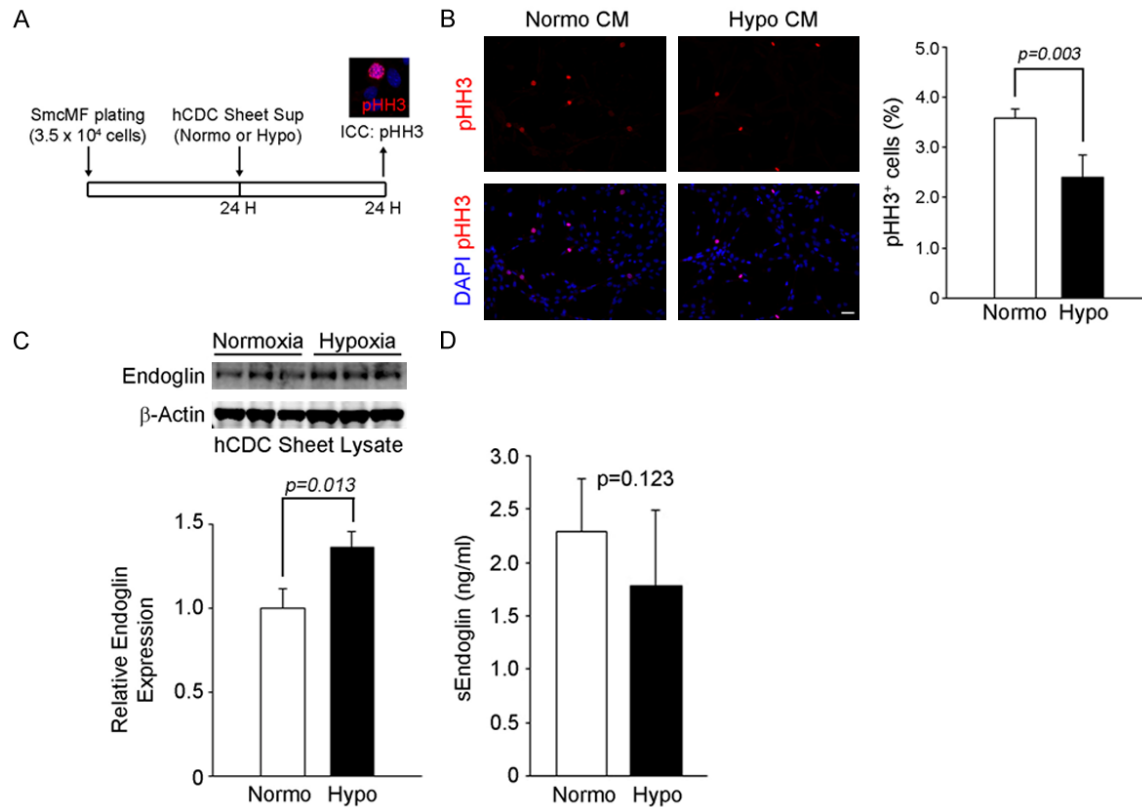 A
SmcMF plating
(3.5 x 10⁴ cells)
hCDC Sheet Sup
(Normo or Hypo)
pHH3
ICC: pHH3
24 H
24 H
B
Normo CM
Hypo CM
pHH3
DAPI pHH3
pHH3⁺ cells (%)
5.0
4.0
3.0
2.0
1.0
0
p=0.003
Normo
Hypo
C
Normoxia
Hypoxia
Endoglin
β-Actin
hCDC Sheet Lysate
Relative Endoglin
Expression
1.5
1.0
0.5
0
p=0.013
Normo
Hypo
D
sEndoglin (ng/ml)
3.0
2.5
2.0
1.5
1.0
0.5
0
p=0.123
Normo
Hypo